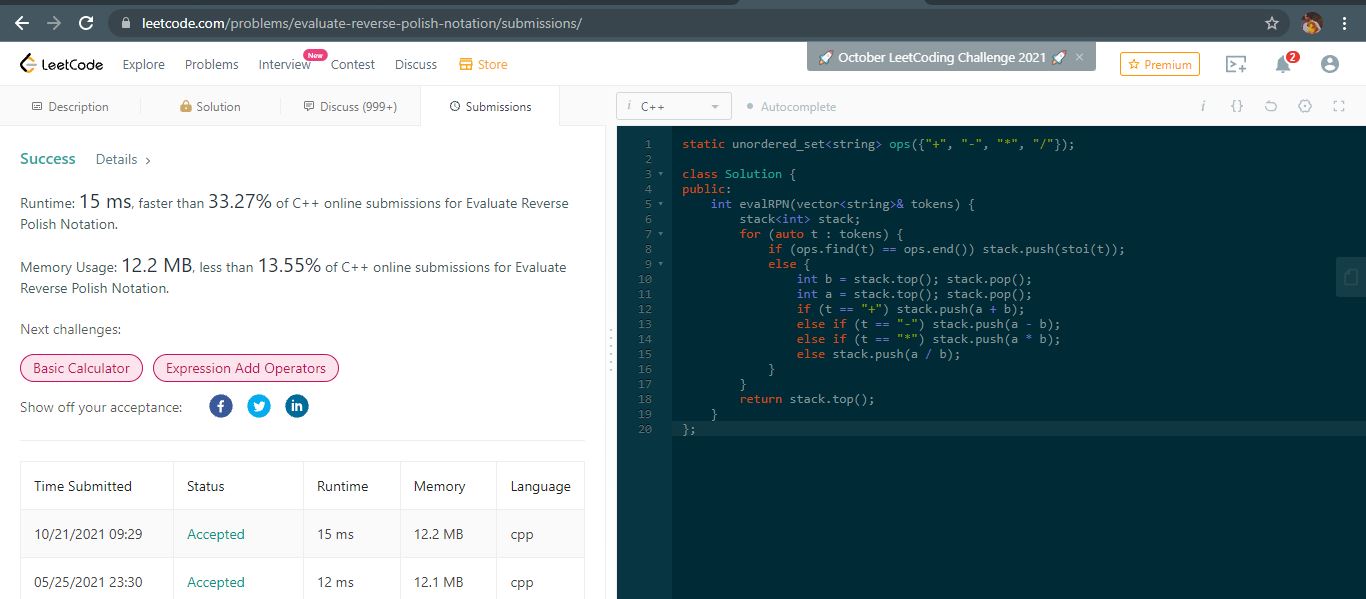 leetcode.com/problems/evaluate-reverse-polish-notation/submissions/
LeetCode Explore Problems Interview New Contest Discuss Store
October LeetCoding Challenge 2021 ×
Premium 2
Description Solution Discuss (999+) Submissions
i C++ Autocomplete i {}
Success Details >
Runtime: 15 ms, faster than 33.27% of C++ online submissions for Evaluate Reverse
Polish Notation.
Memory Usage: 12.2 MB, less than 13.55% of C++ online submissions for Evaluate
Reverse Polish Notation.
Next challenges:
Basic Calculator Expression Add Operators
Show off your acceptance: f in
Time Submitted Status Runtime Memory Language
10/21/2021 09:29 Accepted 15 ms 12.2 MB cpp
05/25/2021 23:30 Accepted 12 ms 12.1 MB cpp
1 static unordered_set<string> ops({"+", "-", "*", "/"});
2
3 class Solution {
4 public:
5 int evalRPN(vector<string>& tokens) {
6 stack<int> stack;
7 for (auto t : tokens) {
8 if (ops.find(t) == ops.end()) stack.push(stoi(t));
9 else {
10 int b = stack.top(); stack.pop();
11 int a = stack.top(); stack.pop();
12 if (t == "+") stack.push(a + b);
13 else if (t == "-") stack.push(a - b);
14 else if (t == "*") stack.push(a * b);
15 else stack.push(a / b);
16 }
17 }
18 return stack.top();
19 }
20 };